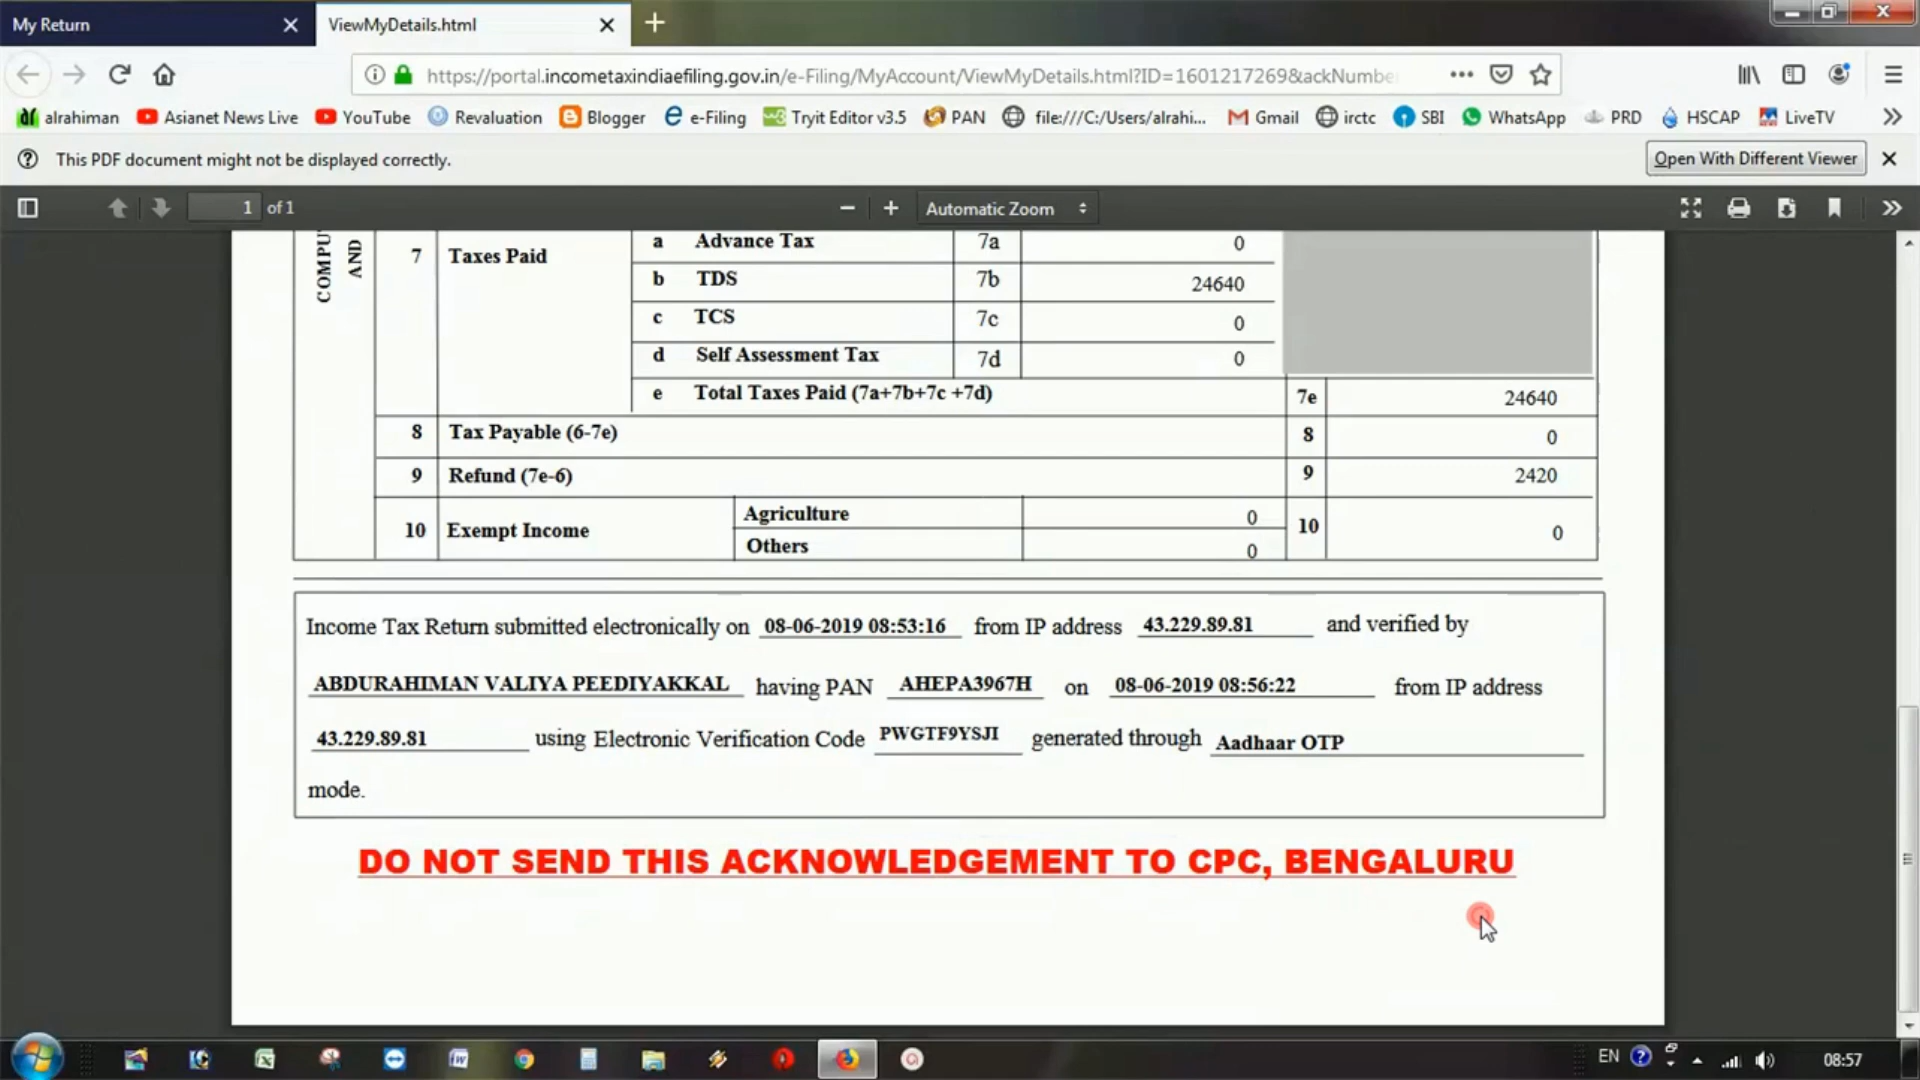 My Return
ViewMyDetails.html
https://portal.incometaxindiaefiling.gov.in/e-Filing/MyAccount/ViewMyDetails.html?ID=1601217269&ackNumbe
alrahiman Asianet News Live YouTube Revaluation Blogger e-Filing Tryit Editor v3.5 PAN file:///C:/Users/alrahi... Gmail irctc SBI WhatsApp PRD HSCAP LiveTV
This PDF document might not be displayed correctly.
Open With Different Viewer
1 of 1
Automatic Zoom
COMPU
AND
7 Taxes Paid
a Advance Tax 7a 0
b TDS 7b 24640
c TCS 7c 0
d Self Assessment Tax 7d 0
e Total Taxes Paid (7a+7b+7c +7d) 7e 24640
8 Tax Payable (6-7e) 8 0
9 Refund (7e-6) 9 2420
10 Exempt Income
Agriculture 0
Others 0
10 0
Income Tax Return submitted electronically on 08-06-2019 08:53:16 from IP address 43.229.89.81 and verified by
ABDURAHIMAN VALIYA PEEDIYAKKAL having PAN AHEPA3967H on 08-06-2019 08:56:22 from IP address
43.229.89.81 using Electronic Verification Code PWGTF9YSJI generated through Aadhaar OTP
mode.
DO NOT SEND THIS ACKNOWLEDGEMENT TO CPC, BENGALURU
EN
08:57